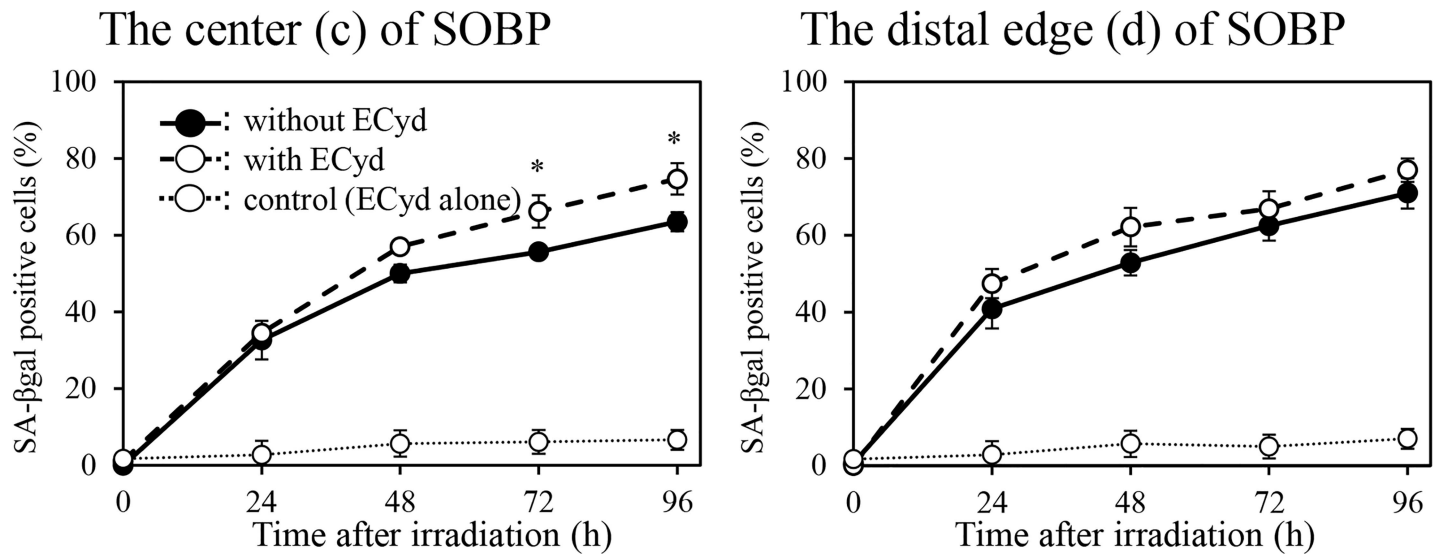 The center (c) of SOBP
SA-βgal positive cells (%)
100
80
60
40
20
0
: without ECyd
: with ECyd
: control (ECyd alone)
*
*
0 24 48 72 96
Time after irradiation (h)
The distal edge (d) of SOBP
SA-βgal positive cells (%)
100
80
60
40
20
0
0 24 48 72 96
Time after irradiation (h)